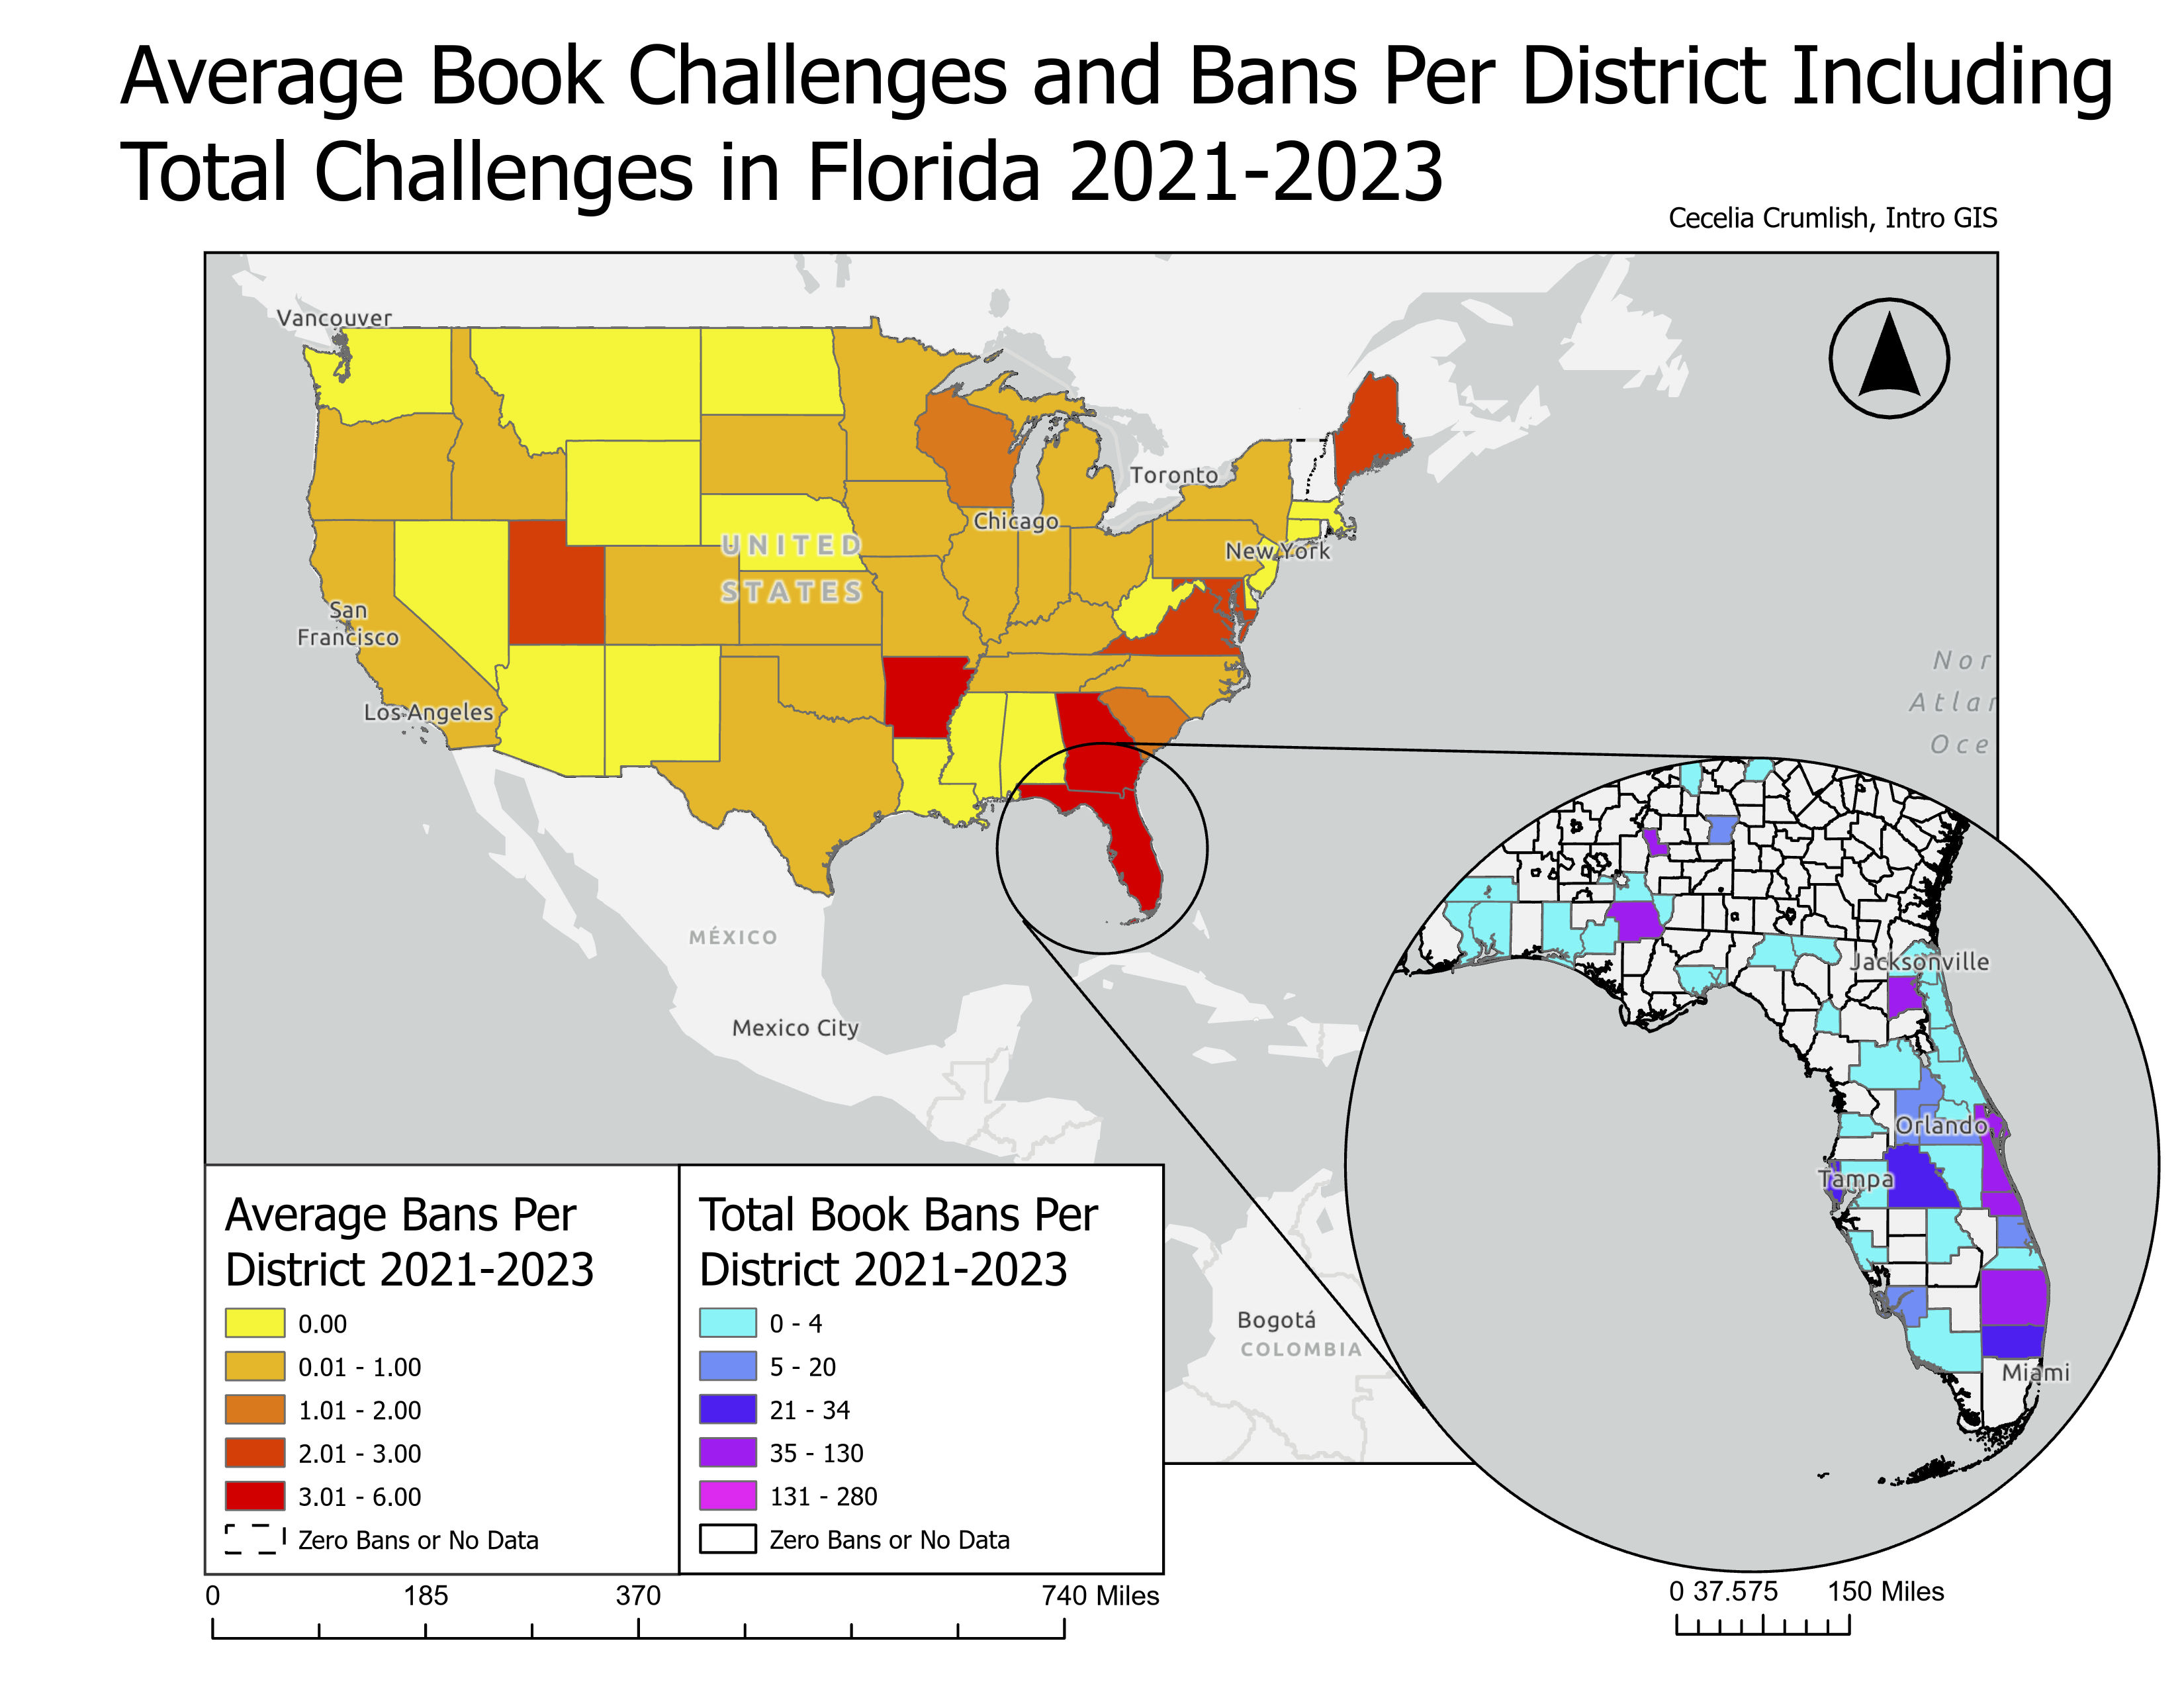 Average Book Challenges and Bans Per District Including
Total Challenges in Florida 2021-2023
Cecelia Crumlish, Intro GIS
Vancouver
Toronto
Chicago
New York
UNITED
STATES
San
Francisco
Los Angeles
Nor
Atlan
Oce
MÉXICO
Mexico City
Jacksonville
Orlando
Tampa
Miami
Bogotá
COLOMBIA
Average Bans Per
District 2021-2023
0.00
0.01 - 1.00
1.01 - 2.00
2.01 - 3.00
3.01 - 6.00
Zero Bans or No Data
Total Book Bans Per
District 2021-2023
0 - 4
5 - 20
21 - 34
35 - 130
131 - 280
Zero Bans or No Data
0 185 370 740 Miles
0 37.575 150 Miles